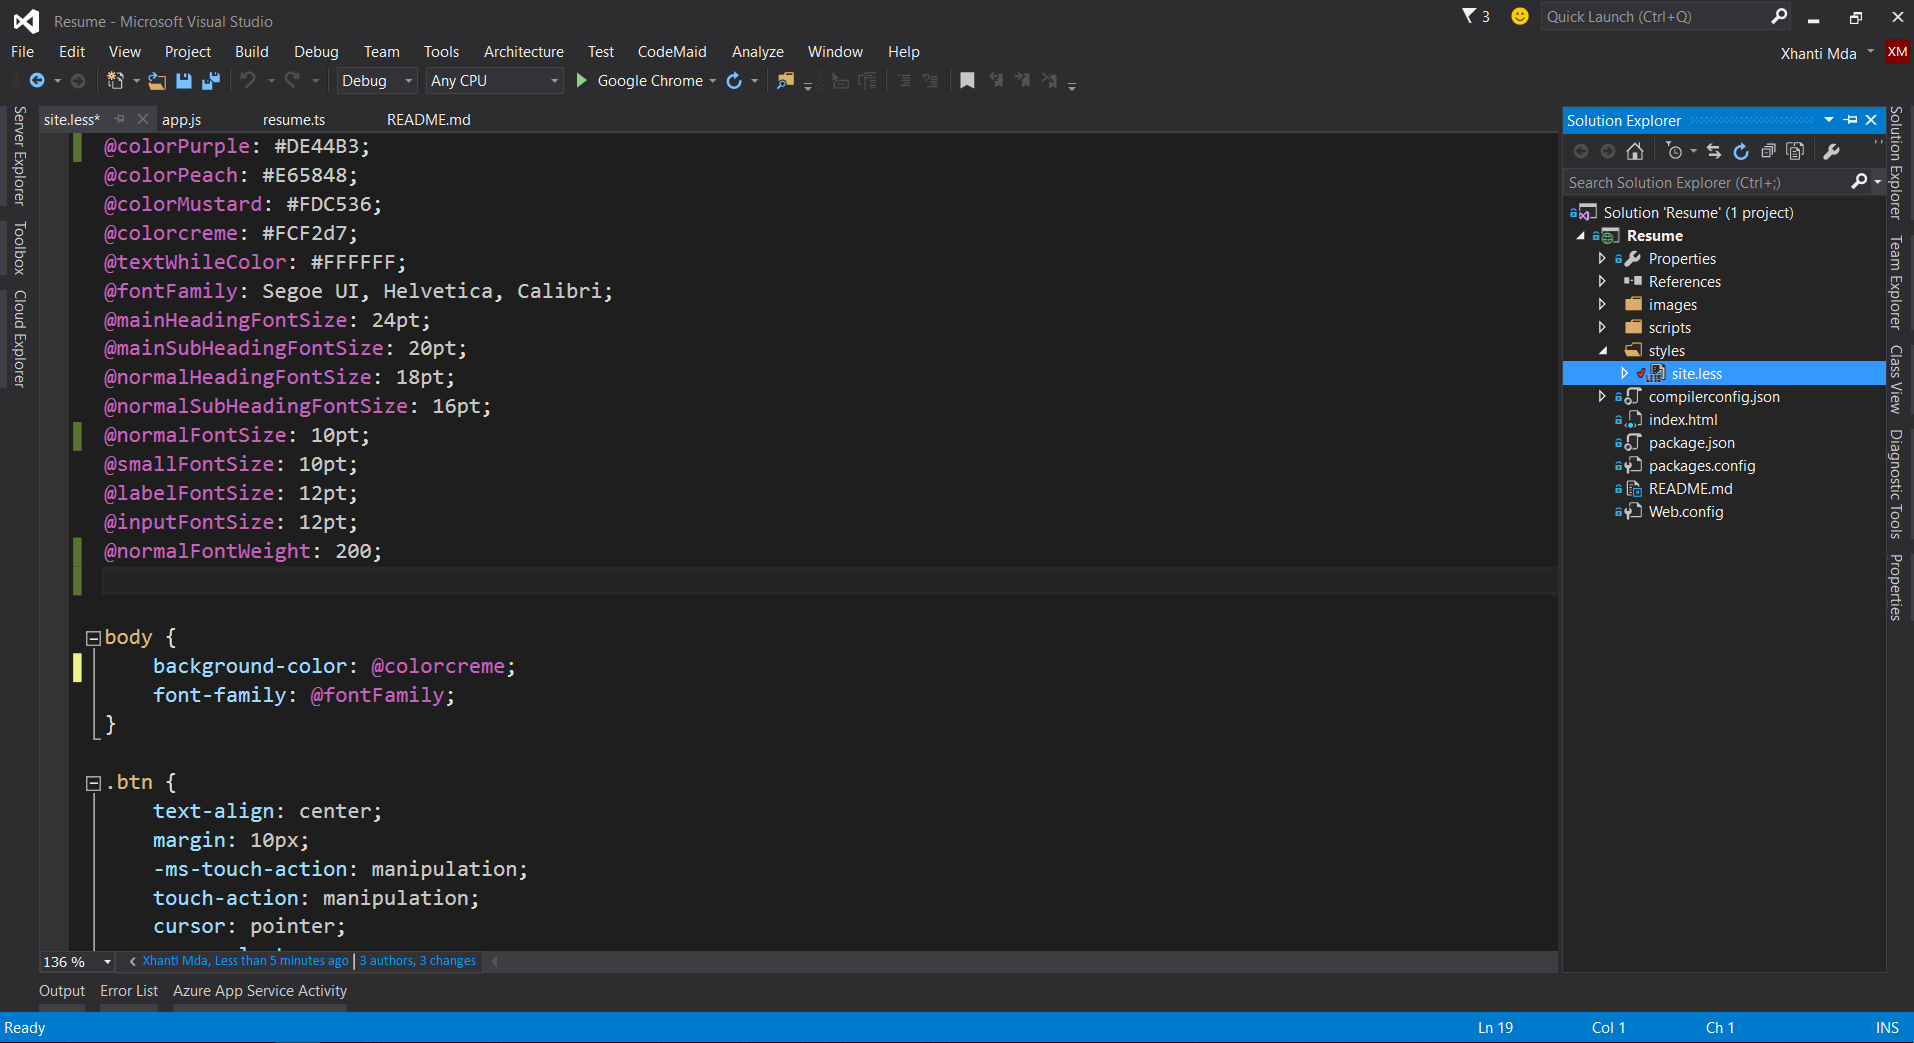 Resume - Microsoft Visual Studio
3
Quick Launch (Ctrl+Q)
File Edit View Project Build Debug Team Tools Architecture Test CodeMaid Analyze Window Help
Xhanti Mda XM
Debug Any CPU Google Chrome
Server Explorer
Toolbox
Cloud Explorer
site.less* app.js resume.ts README.md
@colorPurple: #DE44B3;
@colorPeach: #E65848;
@colorMustard: #FDC536;
@colorcreme: #FCF2d7;
@textWhileColor: #FFFFFF;
@fontFamily: Segoe UI, Helvetica, Calibri;
@mainHeadingFontSize: 24pt;
@mainSubHeadingFontSize: 20pt;
@normalHeadingFontSize: 18pt;
@normalSubHeadingFontSize: 16pt;
@normalFontSize: 10pt;
@smallFontSize: 10pt;
@labelFontSize: 12pt;
@inputFontSize: 12pt;
@normalFontWeight: 200;
body {
background-color: @colorcreme;
font-family: @fontFamily;
}
.btn {
text-align: center;
margin: 10px;
-ms-touch-action: manipulation;
touch-action: manipulation;
cursor: pointer;
136 % Xhanti Mda, Less than 5 minutes ago | 3 authors, 3 changes
Solution Explorer
Search Solution Explorer (Ctrl+;)
Solution 'Resume' (1 project)
Resume
Properties
References
images
scripts
styles
site.less
compilerconfig.json
index.html
package.json
packages.config
README.md
Web.config
Solution Explorer
Team Explorer
Class View
Diagnostic Tools
Properties
Output Error List Azure App Service Activity
Ready Ln 19 Col 1 Ch 1 INS